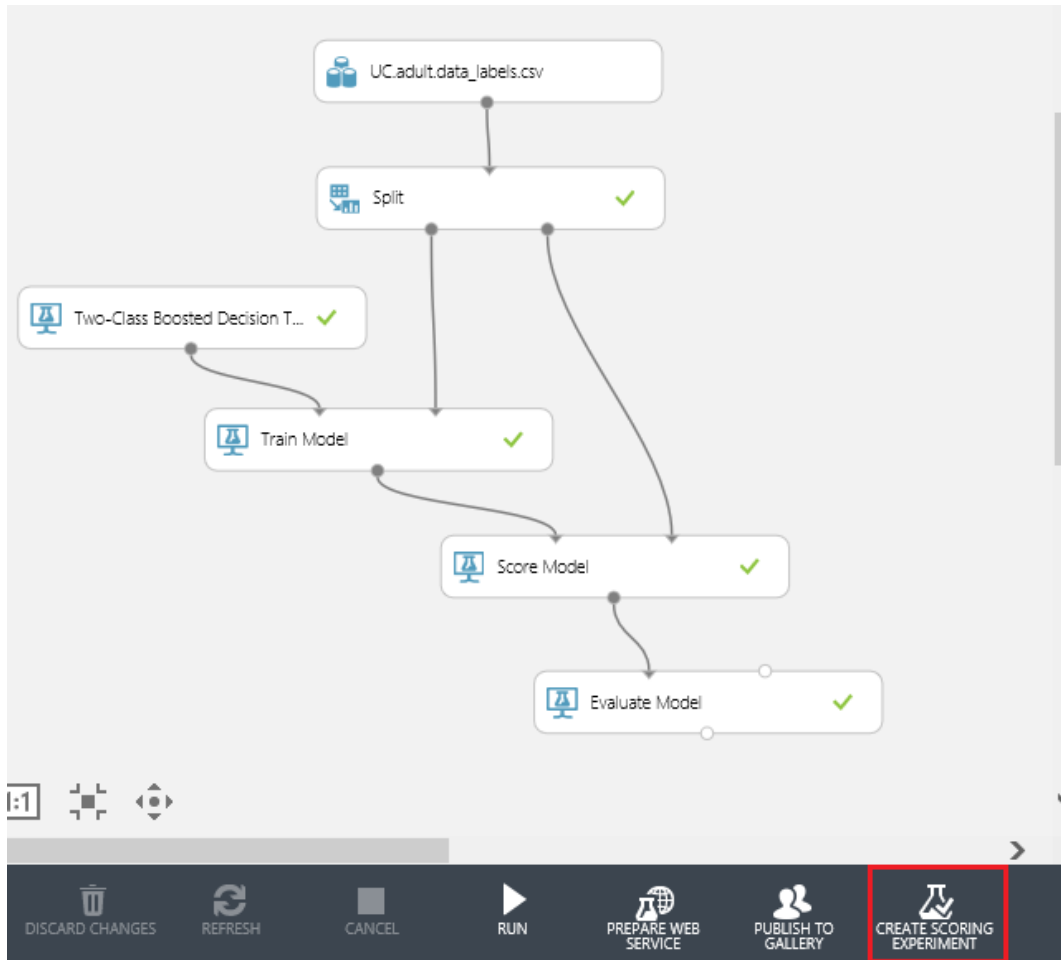 UC.adult.data_labels.csv
Split
Two-Class Boosted Decision T...
Train Model
Score Model
Evaluate Model
1:1
DISCARD CHANGES
REFRESH
CANCEL
RUN
PREPARE WEB
SERVICE
PUBLISH TO
GALLERY
CREATE SCORING
EXPERIMENT